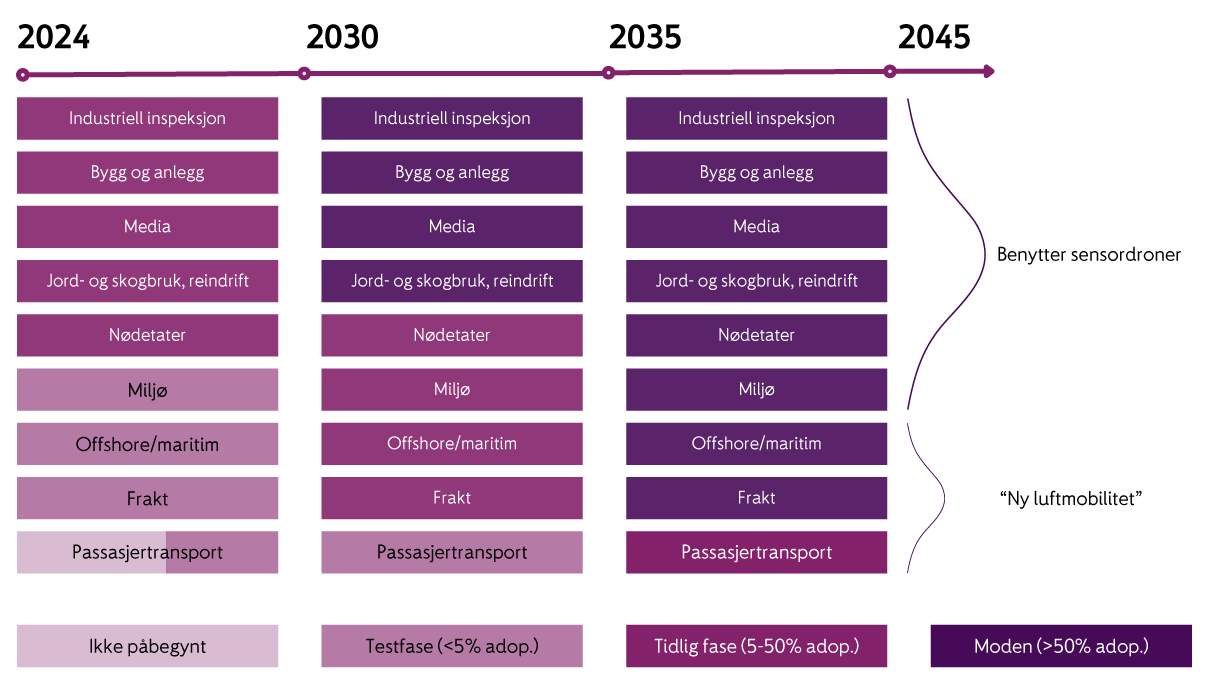 2024 2030 2035 2045
Industriell inspeksjon Industriell inspeksjon Industriell inspeksjon
Bygg og anlegg Bygg og anlegg Bygg og anlegg
Media Media Media
Benytter sensordroner
Jord- og skogbruk, reindrift Jord- og skogbruk, reindrift Jord- og skogbruk, reindrift
Nødetater Nødetater Nødetater
Miljø Miljø Miljø
Offshore/maritim Offshore/maritim Offshore/maritim
Frakt Frakt Frakt “Ny luftmobilitet”
Passasjertransport Passasjertransport Passasjertransport
Ikke påbegynt Testfase (<5% adop.) Tidlig fase (5-50% adop.) Moden (>50% adop.)